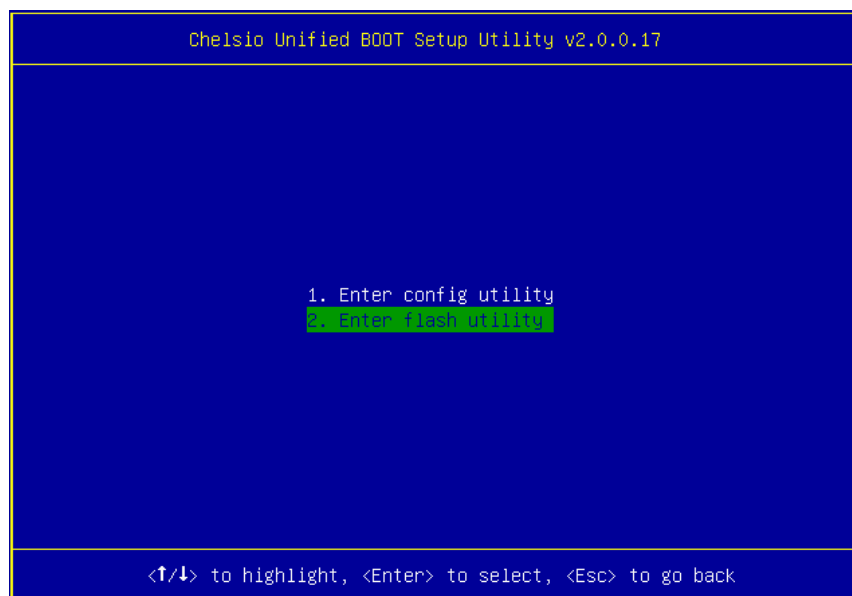 Chelsio Unified BOOT Setup Utility v2.0.0.17
1. Enter config utility
2. Enter flash utility
<↑/↓> to highlight, <Enter> to select, <Esc> to go back